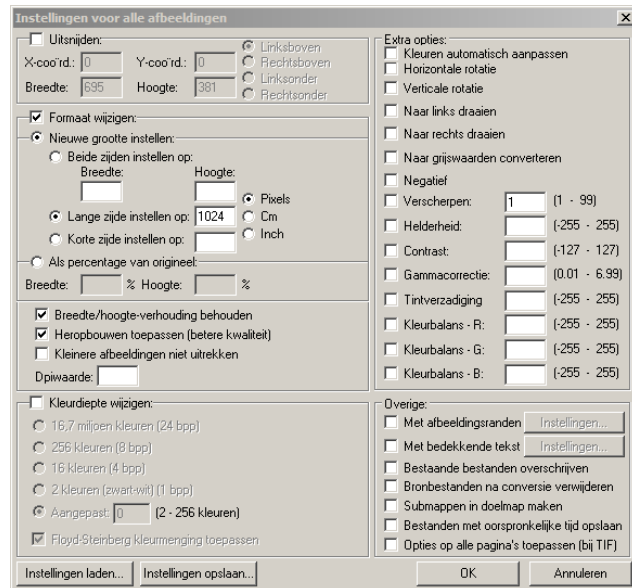 Instellingen voor alle afbeeldingen
Uitsnijden:
X-coo¨rd.: 0 Y-coo¨rd.: 0
Breedte: 695 Hoogte: 381
Linksboven
Rechtsboven
Linksonder
Rechtsonder
Formaat wijzigen:
Nieuwe grootte instellen:
Beide zijden instellen op:
Breedte: Hoogte:
Lange zijde instellen op: 1024
Korte zijde instellen op:
Pixels
Cm
Inch
Als percentage van origineel:
Breedte: % Hoogte: %
Breedte/hoogte-verhouding behouden
Heropbouwen toepassen (betere kwaliteit)
Kleinere afbeeldingen niet uitrekken
Dpiwaarde:
Kleurdiepte wijzigen:
16,7 miljoen kleuren (24 bpp)
256 kleuren (8 bpp)
16 kleuren (4 bpp)
2 kleuren (zwart-wit) (1 bpp)
Aangepast: 0 (2 - 256 kleuren)
Floyd-Steinberg kleurmenging toepassen
Instellingen laden... Instellingen opslaan...
Extra opties:
Kleuren automatisch aanpassen
Horizontale rotatie
Verticale rotatie
Naar links draaien
Naar rechts draaien
Naar grijswaarden converteren
Negatief
Verscherpen: 1 (1 - 99)
Helderheid: (-255 - 255)
Contrast: (-127 - 127)
Gammacorrectie: (0.01 - 6.99)
Tintverzadiging (-255 - 255)
Kleurbalans - R: (-255 - 255)
Kleurbalans - G: (-255 - 255)
Kleurbalans - B: (-255 - 255)
Overige:
Met afbeeldingsranden Instellingen...
Met bedekkende tekst Instellingen...
Bestaande bestanden overschrijven
Bronbestanden na conversie verwijderen
Submappen in doelmap maken
Bestanden met oorspronkelijke tijd opslaan
Opties op alle pagina's toepassen (bij TIF)
OK Annuleren